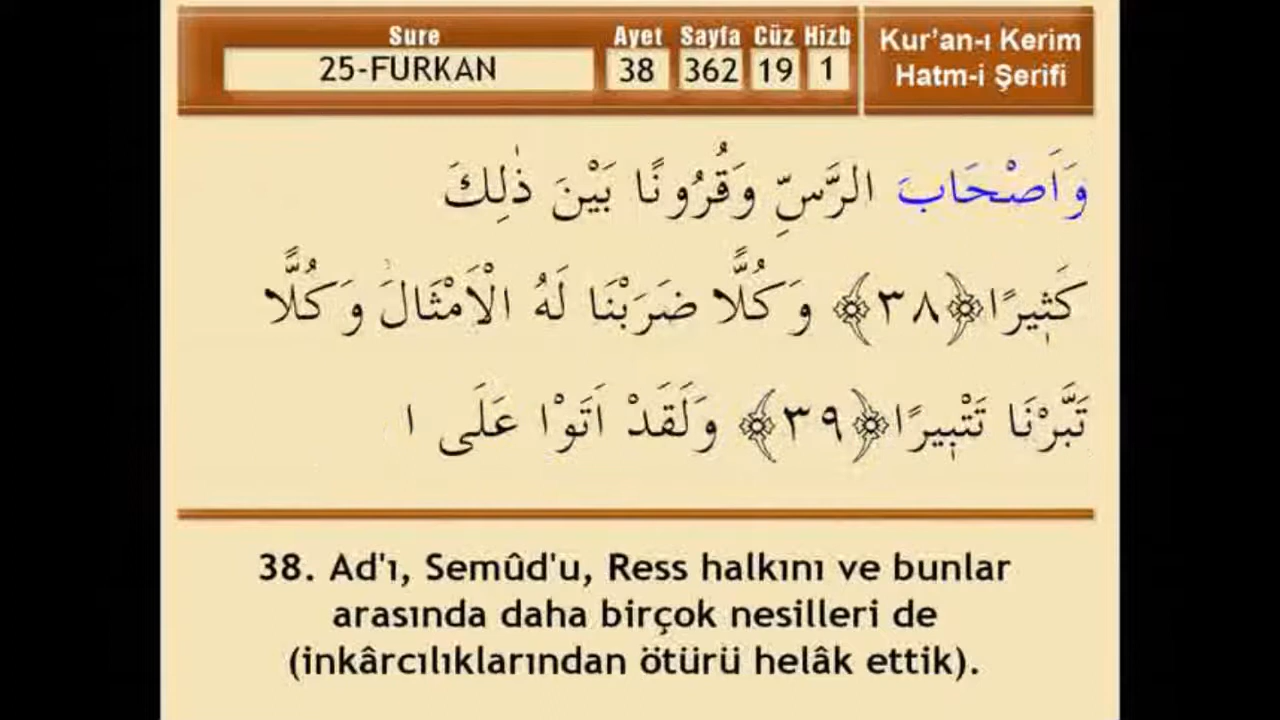 Sure Ayet Sayfa Cüz Hizb
25-FURKAN 38 362 19 1
Kur'an-ı Kerim
Hatm-i Şerifi
وَاَصْحَابَ الرَّسِّ وَقُرُونًا بَيْنَ ذٰلِكَ
كَثٖيرًا ﴿٣٨﴾ وَكُلًّا ضَرَبْنَا لَهُ الْاَمْثَالَ وَكُلًّا
تَبَّرْنَا تَتْبٖيرًا ﴿٣٩﴾ وَلَقَدْ اَتَوْا عَلَى ا
38. Ad'ı, Semûd'u, Ress halkını ve bunlar
arasında daha birçok nesilleri de
(inkârcılıklarından ötürü helâk ettik).